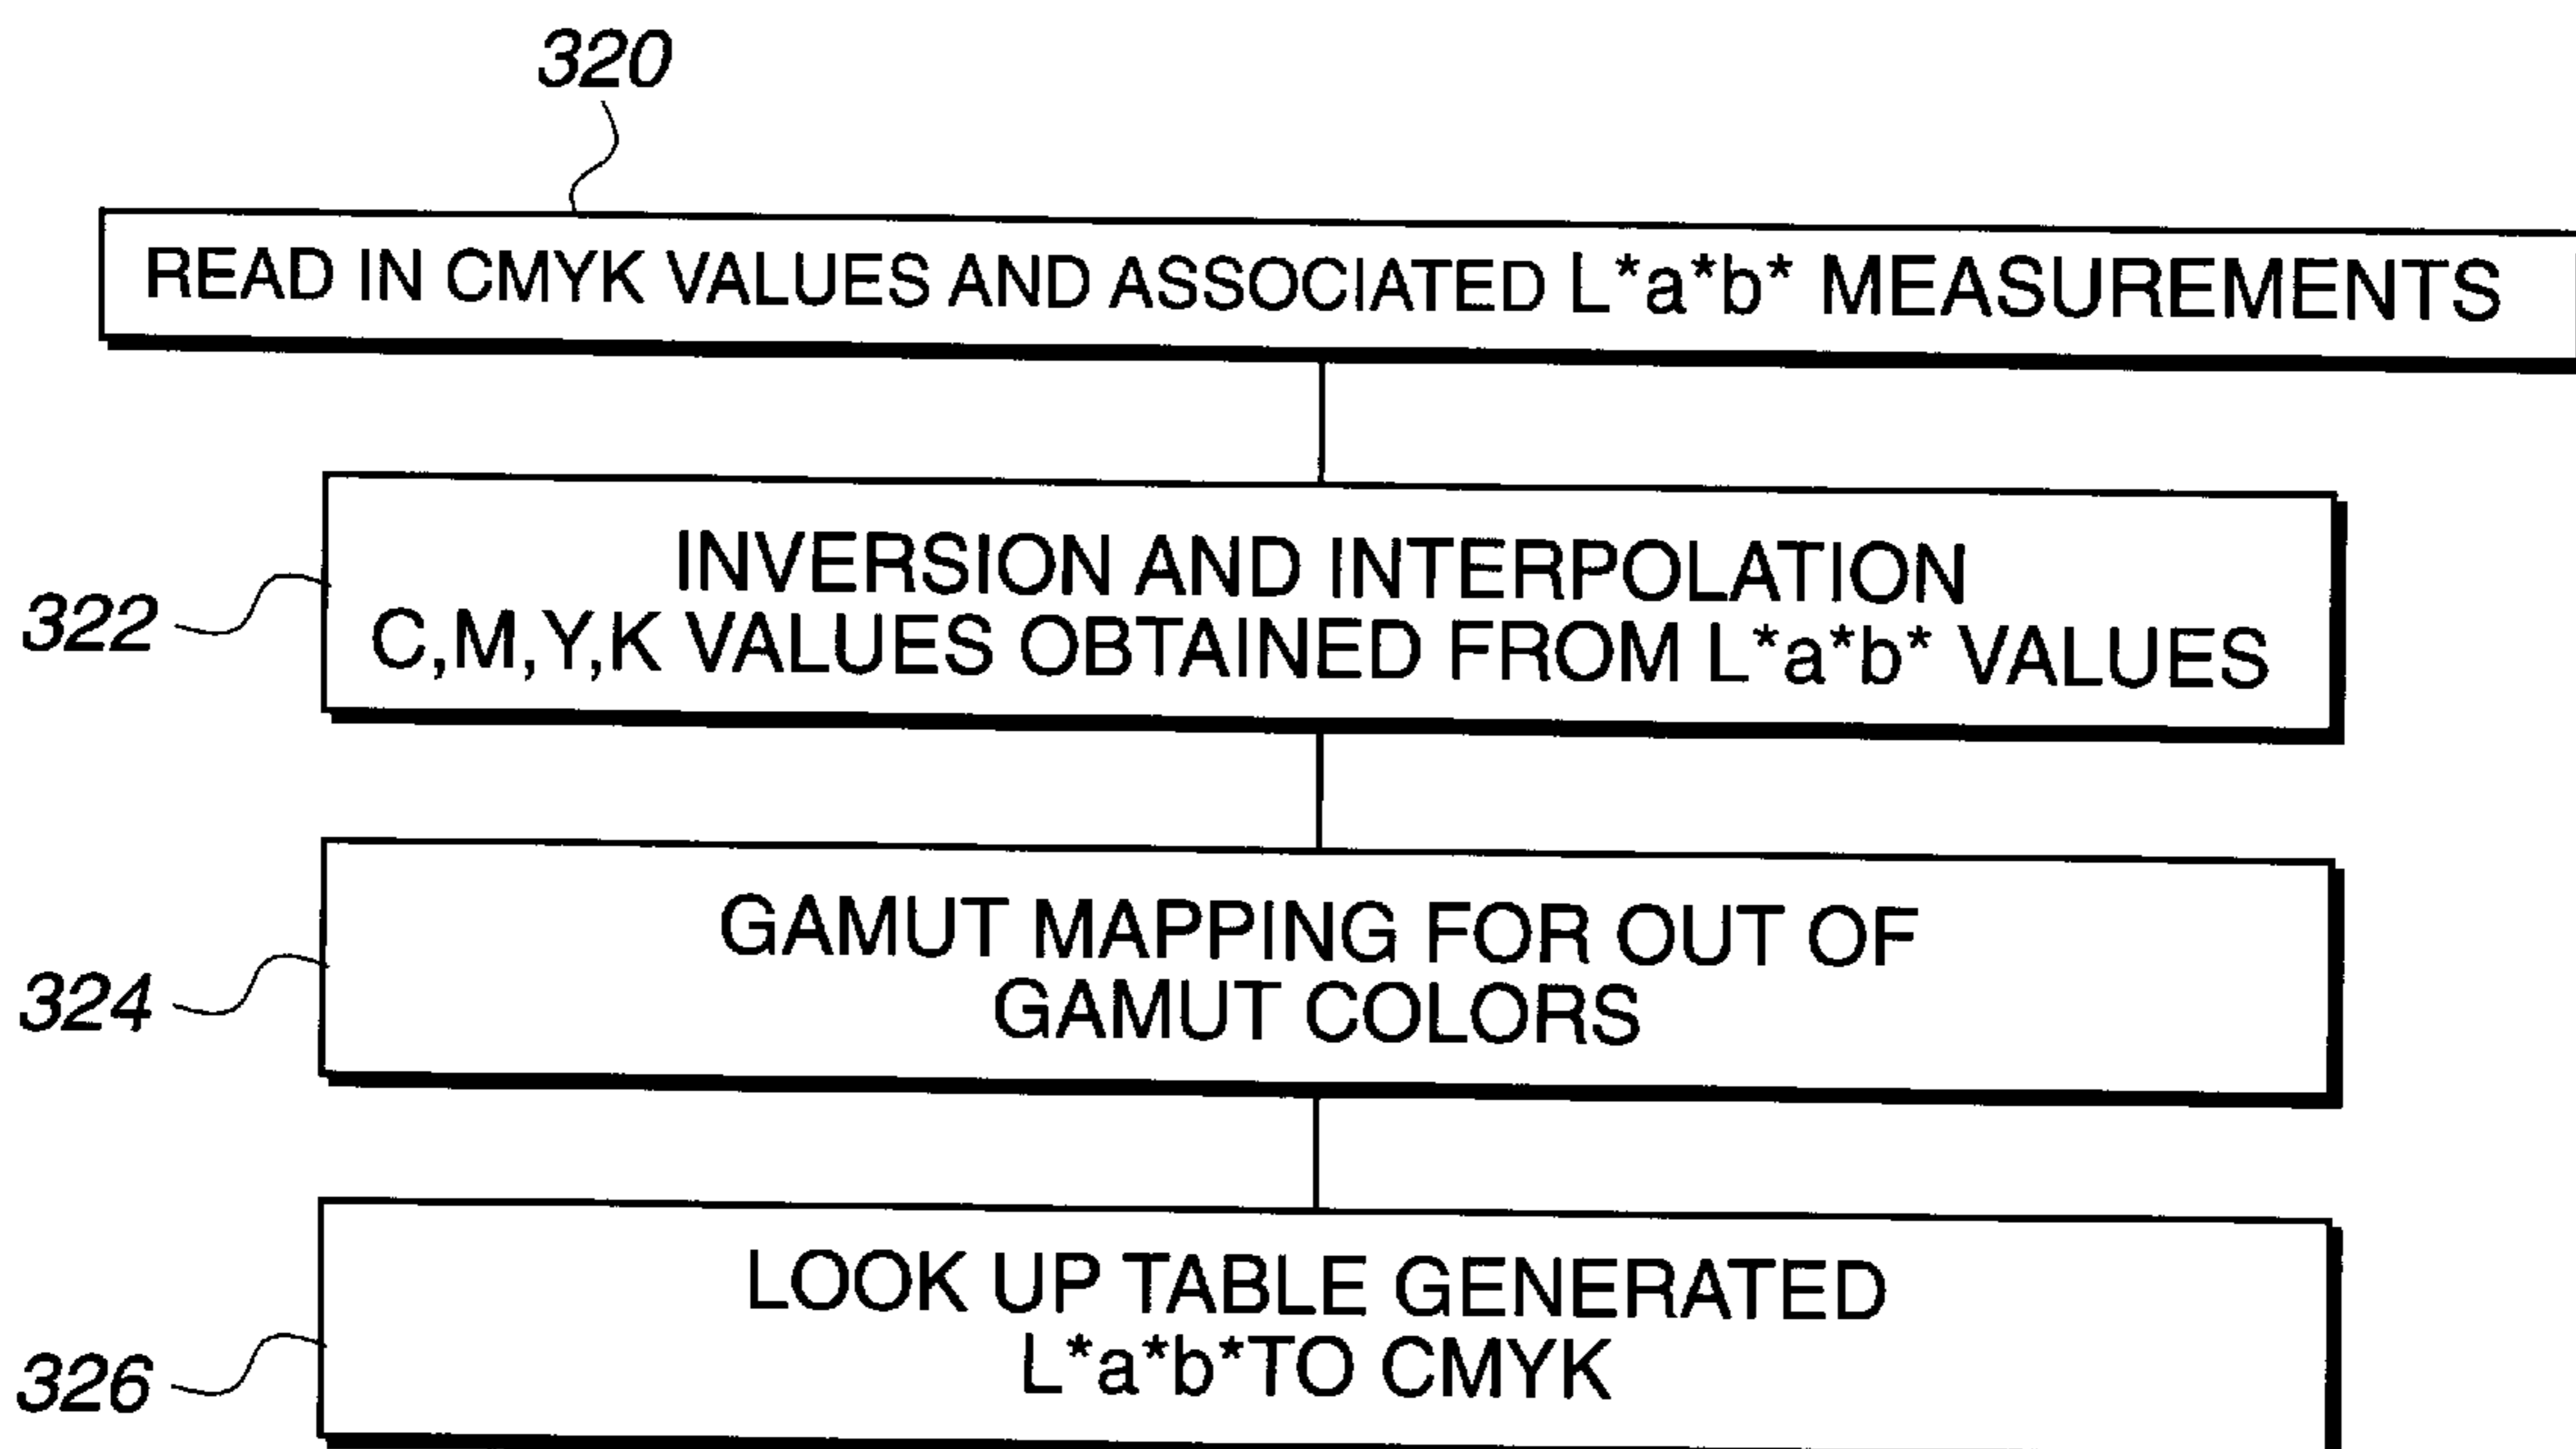 320
READ IN CMYK VALUES AND ASSOCIATED L*a*b* MEASUREMENTS
322
INVERSION AND INTERPOLATION
C,M,Y,K VALUES OBTAINED FROM L*a*b* VALUES
324
GAMUT MAPPING FOR OUT OF
GAMUT COLORS
326
LOOK UP TABLE GENERATED
L*a*b*TO CMYK